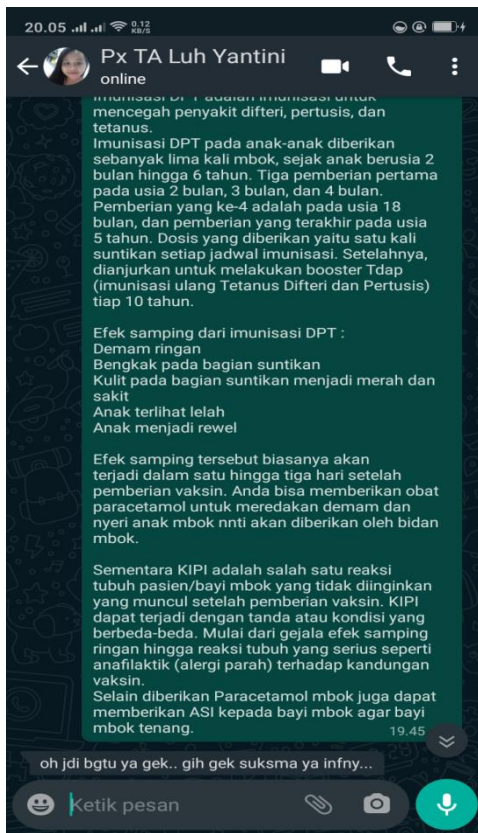 20.05 0.12 KB/S
Px TA Luh Yantini
online
imunisasi DPT adalah imunisasi untuk
mencegah penyakit difteri, pertusis, dan
tetanus.
Imunisasi DPT pada anak-anak diberikan
sebanyak lima kali mbok, sejak anak berusia 2
bulan hingga 6 tahun. Tiga pemberian pertama
pada usia 2 bulan, 3 bulan, dan 4 bulan.
Pemberian yang ke-4 adalah pada usia 18
bulan, dan pemberian yang terakhir pada usia
5 tahun. Dosis yang diberikan yaitu satu kali
suntikan setiap jadwal imunisasi. Setelahnya,
dianjurkan untuk melakukan booster Tdap
(imunisasi ulang Tetanus Difteri dan Pertusis)
tiap 10 tahun.
Efek samping dari imunisasi DPT :
Demam ringan
Bengkak pada bagian suntikan
Kulit pada bagian suntikan menjadi merah dan
sakit
Anak terlihat lelah
Anak menjadi rewel
Efek samping tersebut biasanya akan
terjadi dalam satu hingga tiga hari setelah
pemberian vaksin. Anda bisa memberikan obat
paracetamol untuk meredakan demam dan
nyeri anak mbok nnti akan diberikan oleh bidan
mbok.
Sementara KIPI adalah salah satu reaksi
tubuh pasien/bayi mbok yang tidak diinginkan
yang muncul setelah pemberian vaksin. KIPI
dapat terjadi dengan tanda atau kondisi yang
berbeda-beda. Mulai dari gejala efek samping
ringan hingga reaksi tubuh yang serius seperti
anafilaktik (alergi parah) terhadap kandungan
vaksin.
Selain diberikan Paracetamol mbok juga dapat
memberikan ASI kepada bayi mbok agar bayi
mbok tenang. 19.45
oh jdi bgtu ya gek.. gih gek suksma ya infny...
Ketik pesan